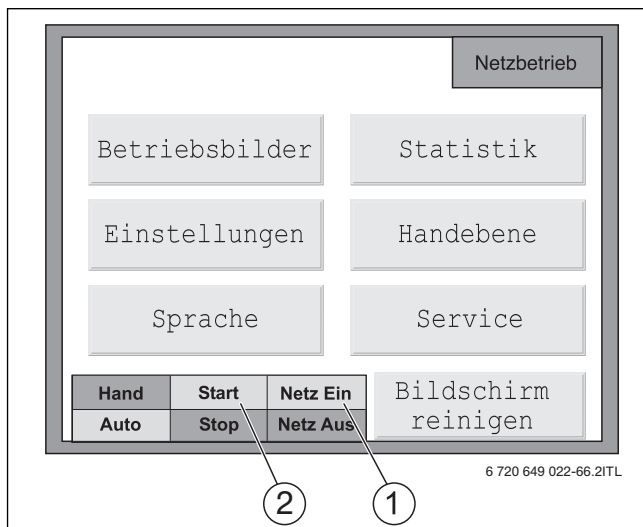 Netzbetrieb
Betriebsbilder
Statistik
Einstellungen
Handebene
Sprache
Service
Hand
Start
Netz Ein
Auto
Stop
Netz Aus
Bildschirm
reinigen
6 720 649 022-66.2ITL
2
1